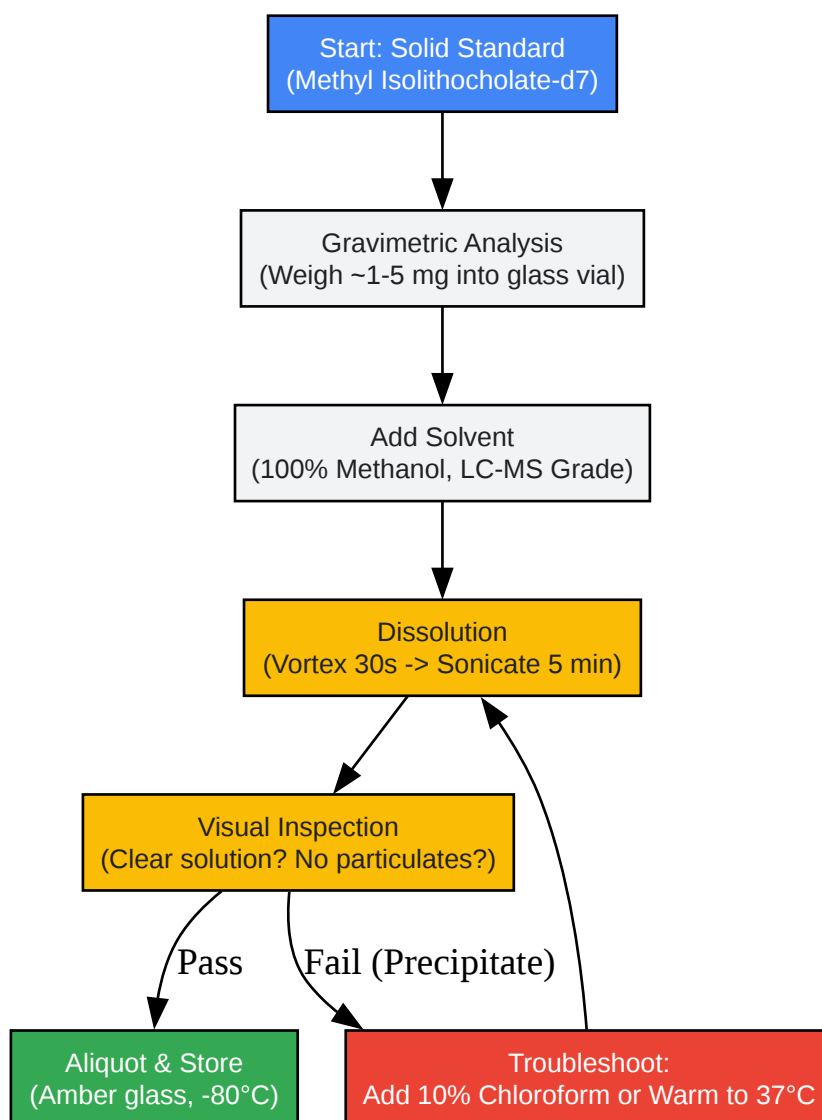 Start: Solid Standard
(Methyl Isolithocholate-d7)
Gravimetric Analysis
(Weigh ~1-5 mg into glass vial)
Add Solvent
(100% Methanol, LC-MS Grade)
Dissolution
(Vortex 30s -> Sonicate 5 min)
Visual Inspection
(Clear solution? No particulates?)
Pass
Fail (Precipitate)
Aliquot & Store
(Amber glass, -80°C)
Troubleshoot:
Add 10% Chloroform or Warm to 37°C